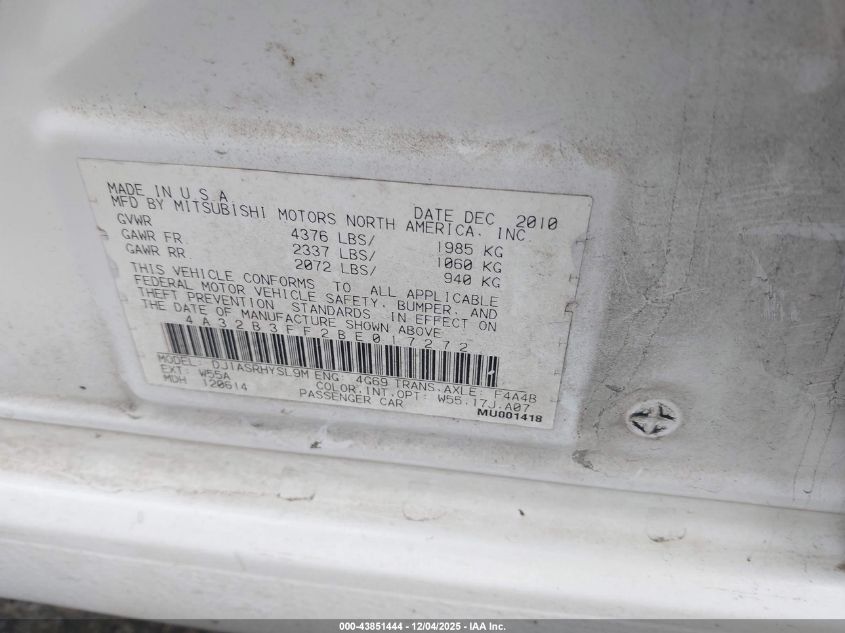 MADE IN U.S.A. DATE DEC 2010
MFD BY MITSUBISHI MOTORS NORTH AMERICA, INC.
GVWR 4376 LBS/ 1985 KG
GAWR FR 2337 LBS/ 1060 KG
GAWR RR 2072 LBS/ 940 KG
THIS VEHICLE CONFORMS TO ALL APPLICABLE
FEDERAL MOTOR VEHICLE SAFETY, BUMPER, AND
THEFT PREVENTION STANDARDS IN EFFECT ON
THE DATE OF MANUFACTURE SHOWN ABOVE
4A32B3FF2BE017272
MODEL: DJ1ASRHYSL9M ENG: 4G69 TRANS.AXLE: F4A4B
EXT: W55A COLOR.INT.OPT: W55.17J.A07
MDH 120614 PASSENGER CAR
MU001418
000-43851444 - 12/04/2025 - IAA Inc.